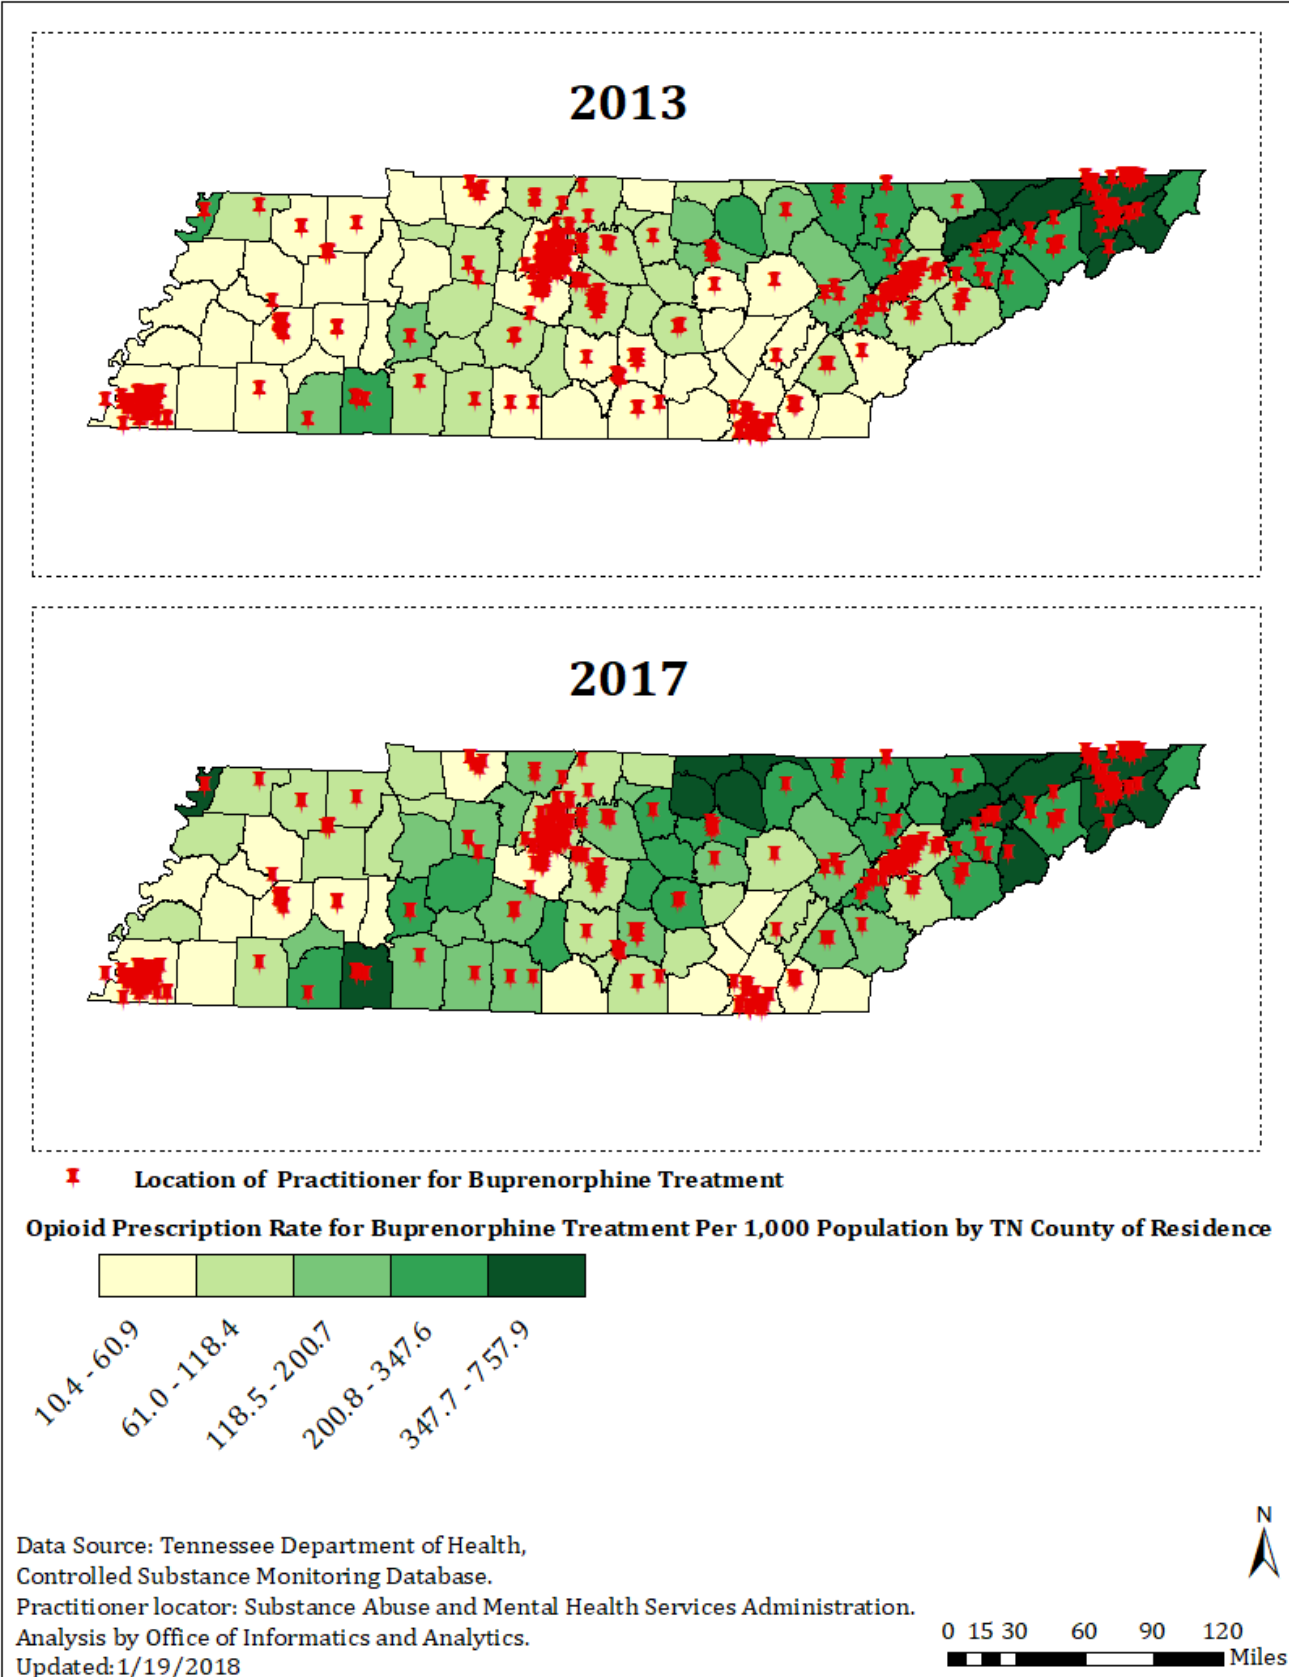 2013
2017
Location of Practitioner for Buprenorphine Treatment
Opioid Prescription Rate for Buprenorphine Treatment Per 1,000 Population by TN County of Residence
10.4 - 60.9
61.0 - 118.4
118.5 - 200.7
200.8 - 347.6
347.7 - 757.9
N
Data Source: Tennessee Department of Health,
Controlled Substance Monitoring Database.
Practitioner locator: Substance Abuse and Mental Health Services Administration.
Analysis by Office of Informatics and Analytics.
Updated:1/19/2018
0 15 30 60 90 120
Miles